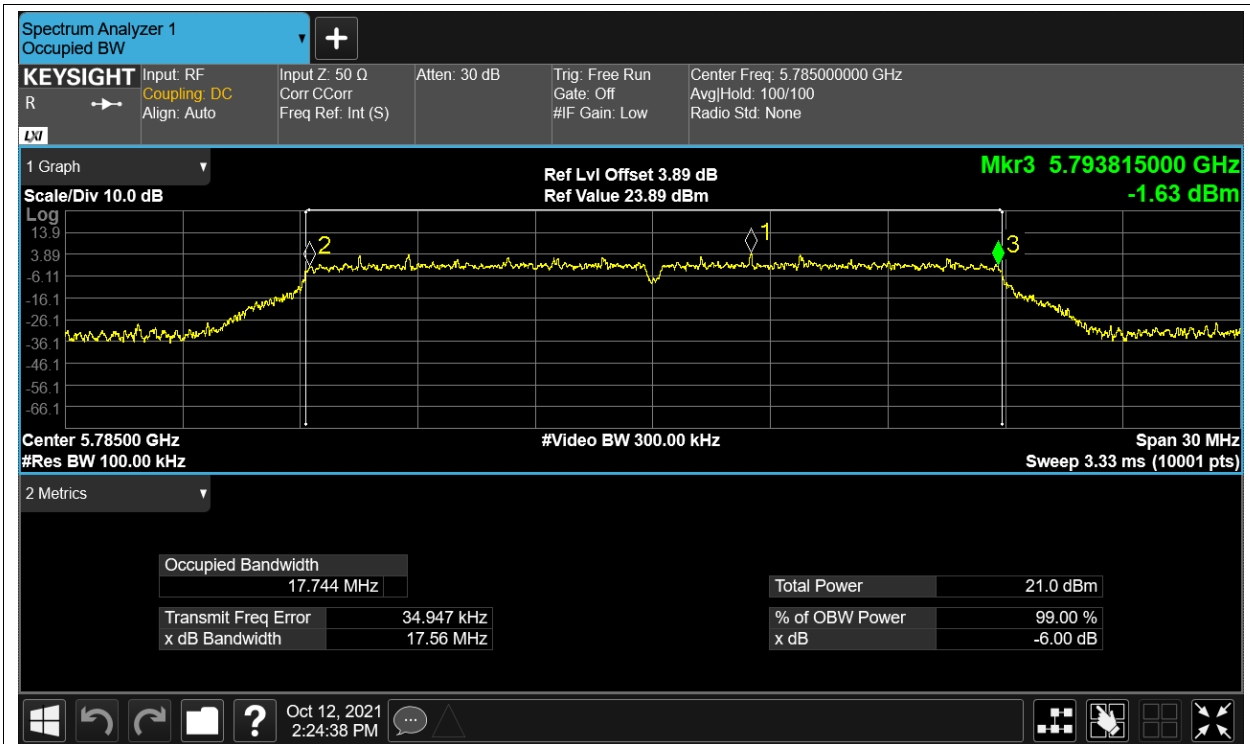 Spectrum Analyzer 1
Occupied BW
KEYSIGHT
R
LXI
Input: RF
Coupling: DC
Align: Auto
Input Z: 50 Ω
Corr CCorr
Freq Ref: Int (S)
Atten: 30 dB
Trig: Free Run
Gate: Off
#IF Gain: Low
Center Freq: 5.785000000 GHz
Avg|Hold: 100/100
Radio Std: None
1 Graph
Scale/Div 10.0 dB
Ref Lvl Offset 3.89 dB
Ref Value 23.89 dBm
Mkr3 5.793815000 GHz
-1.63 dBm
Log
13.9
3.89
-6.11
-16.1
-26.1
-36.1
-46.1
-56.1
-66.1
2
1
3
Center 5.78500 GHz
#Res BW 100.00 kHz
#Video BW 300.00 kHz
Span 30 MHz
Sweep 3.33 ms (10001 pts)
2 Metrics
Occupied Bandwidth
17.744 MHz
Transmit Freq Error 34.947 kHz
x dB Bandwidth 17.56 MHz
Total Power 21.0 dBm
% of OBW Power 99.00 %
x dB -6.00 dB
?
Oct 12, 2021
2:24:38 PM